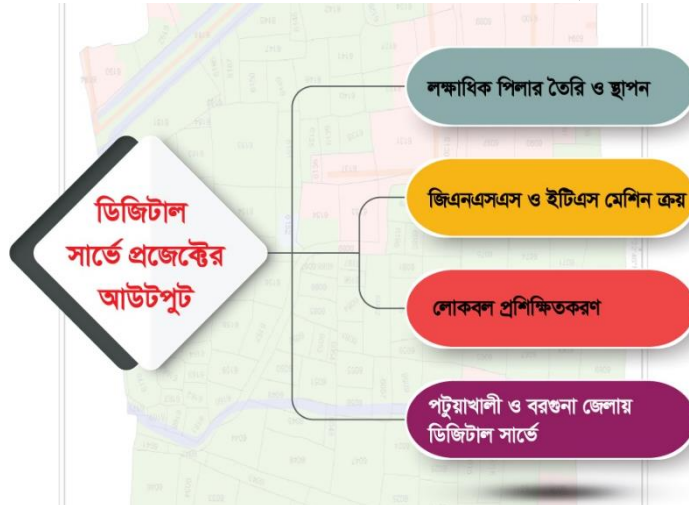 ডিজিটাল
সার্ভে প্রজেক্টের
আউটপুট
লক্ষাধিক পিলার তৈরি ও স্থাপন
জিএনএসএস ও ইটিএস মেশিন ক্রয়
লোকবল প্রশিক্ষিতকরণ
পটুয়াখালী ও বরগুনা জেলায়
ডিজিটাল সার্ভে